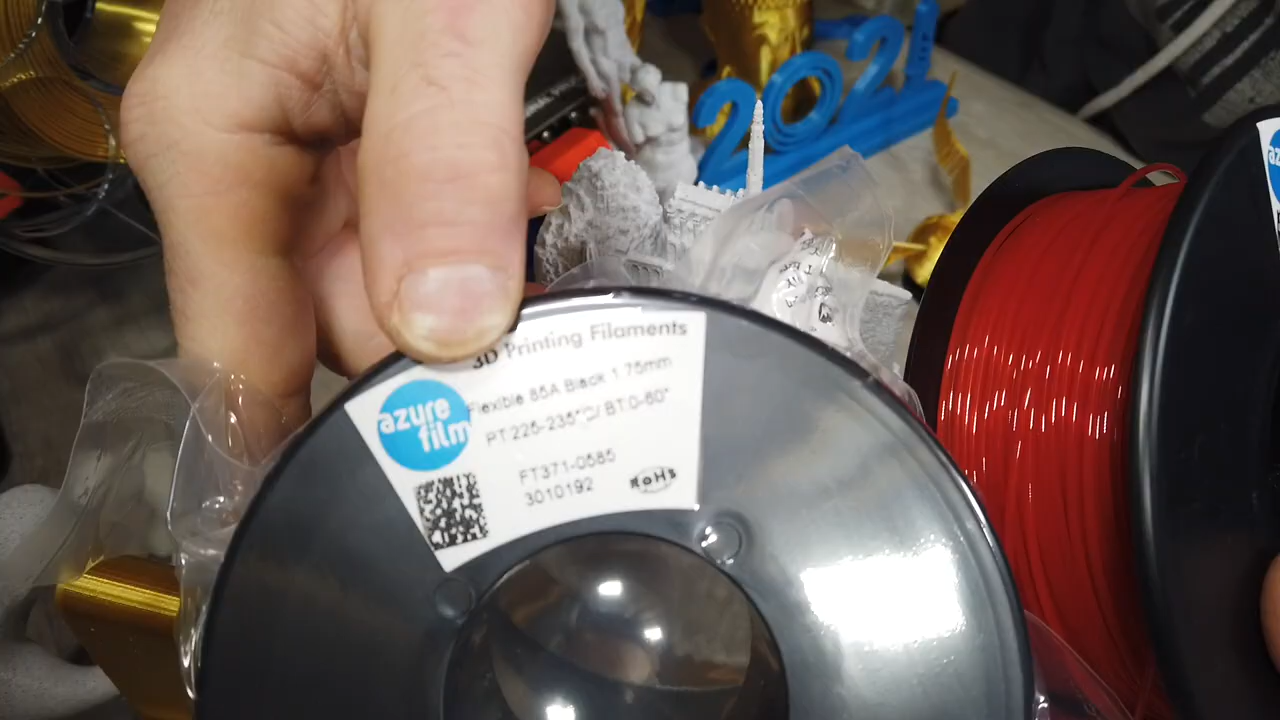 2021
3D Printing Filaments
azure film
Flexible 85A Black 1.75mm
PT:225-235°C/ BT:0-60°
FT371-0585
3010192
RoHS
az